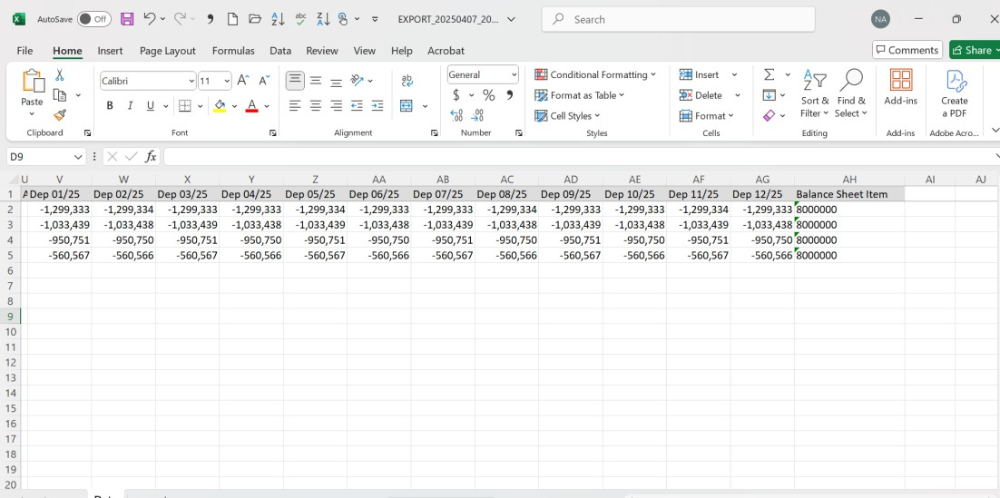 AutoSave Off EXPORT_20250407_20... Search NA
File Home Insert Page Layout Formulas Data Review View Help Acrobat Comments Share
Paste
Clipboard
Calibri 11 A A
B I U A
Font
ab
Alignment
General
$ % 9
.00 .00
Number
Conditional Formatting
Format as Table
Cell Styles
Styles
Insert
Delete
Format
Cells
Sort & Filter
Find & Select
Editing
Add-ins
Add-ins
Create a PDF
Adobe Acro...
D9 fx
U V W X Y Z AA AB AC AD AE AF AG AH AI AJ
1 Dep 01/25 Dep 02/25 Dep 03/25 Dep 04/25 Dep 05/25 Dep 06/25 Dep 07/25 Dep 08/25 Dep 09/25 Dep 10/25 Dep 11/25 Dep 12/25 Balance Sheet Item
2 -1,299,333 -1,299,334 -1,299,333 -1,299,333 -1,299,334 -1,299,333 -1,299,333 -1,299,334 -1,299,333 -1,299,333 -1,299,334 -1,299,333 8000000
3 -1,033,439 -1,033,438 -1,033,439 -1,033,438 -1,033,439 -1,033,438 -1,033,439 -1,033,438 -1,033,439 -1,033,438 -1,033,439 -1,033,438 8000000
4 -950,751 -950,750 -950,751 -950,750 -950,751 -950,750 -950,751 -950,750 -950,751 -950,750 -950,751 -950,750 8000000
5 -560,567 -560,566 -560,567 -560,566 -560,567 -560,566 -560,567 -560,566 -560,567 -560,566 -560,567 -560,566 8000000
6
7
8
9
10
11
12
13
14
15
16
17
18
19
20